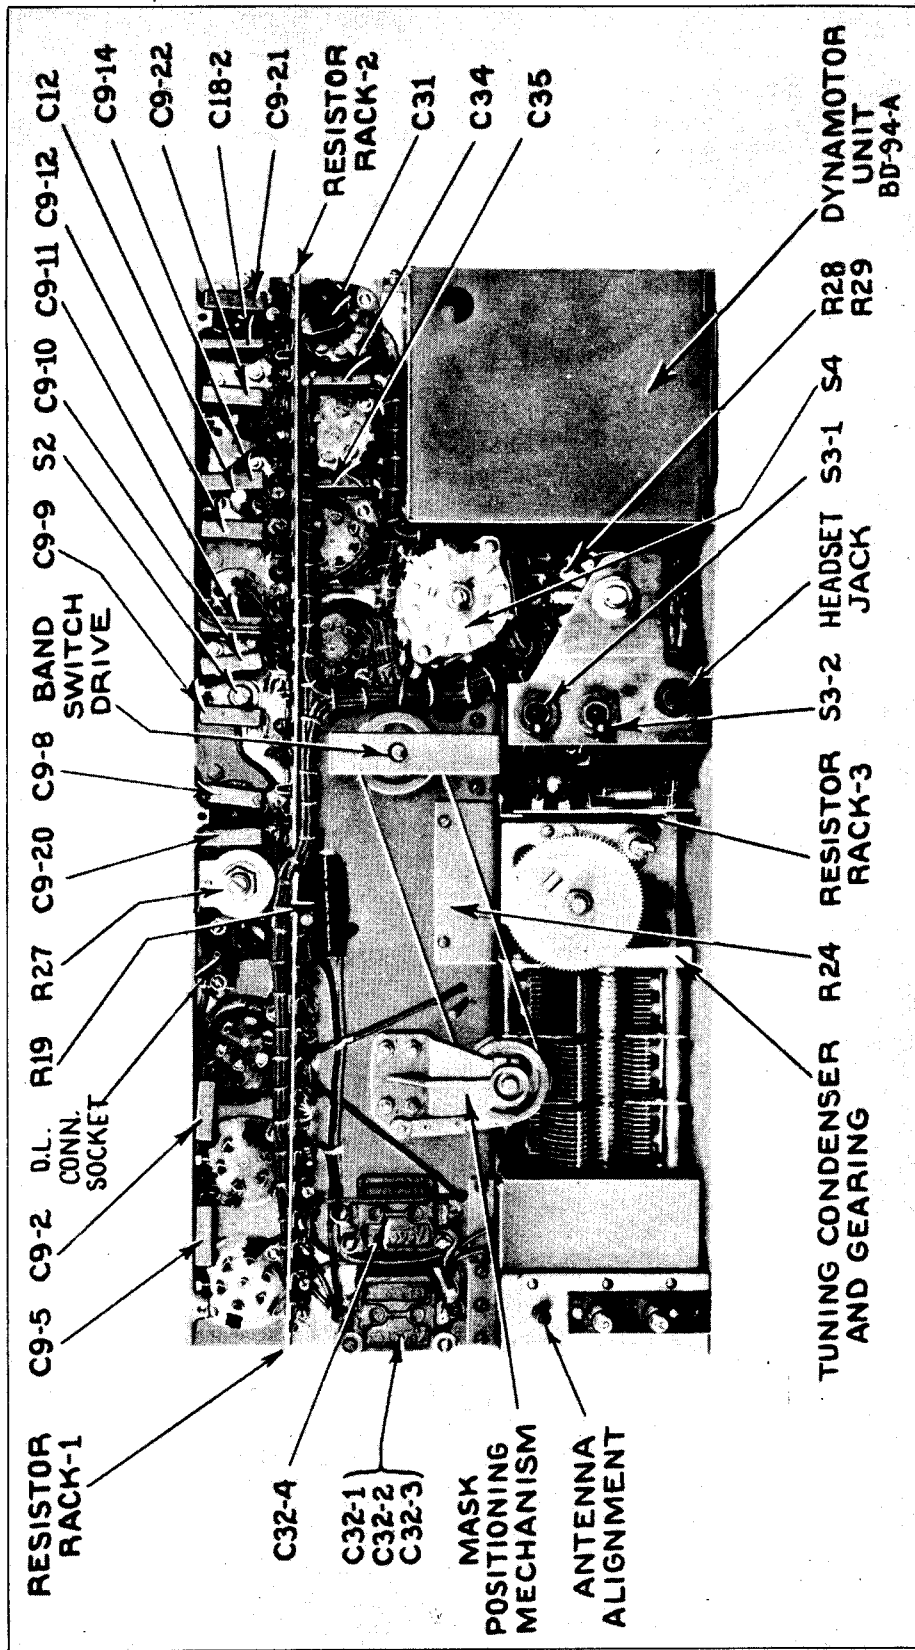 RESISTOR
RACK-1
C9-5
C9-2
D.L.
CONN.
SOCKET
R19
R27
C9-20
C9-8
BAND
SWITCH
DRIVE
C9-9
S2
C9-10
C9-11
C9-12
C12
C9-14
C9-22
C18-2
C9-21
RESISTOR
RACK-2
C31
C34
C35
C32-4
C32-1
C32-2
C32-3
MASK
POSITIONING
MECHANISM
ANTENNA
ALIGNMENT
TUNING CONDENSER
AND GEARING
R24
RESISTOR
RACK-3
S3-2
HEADSET
JACK
S3-1
S4
R28
R29
DYNAMOTOR
UNIT
BD-94-A